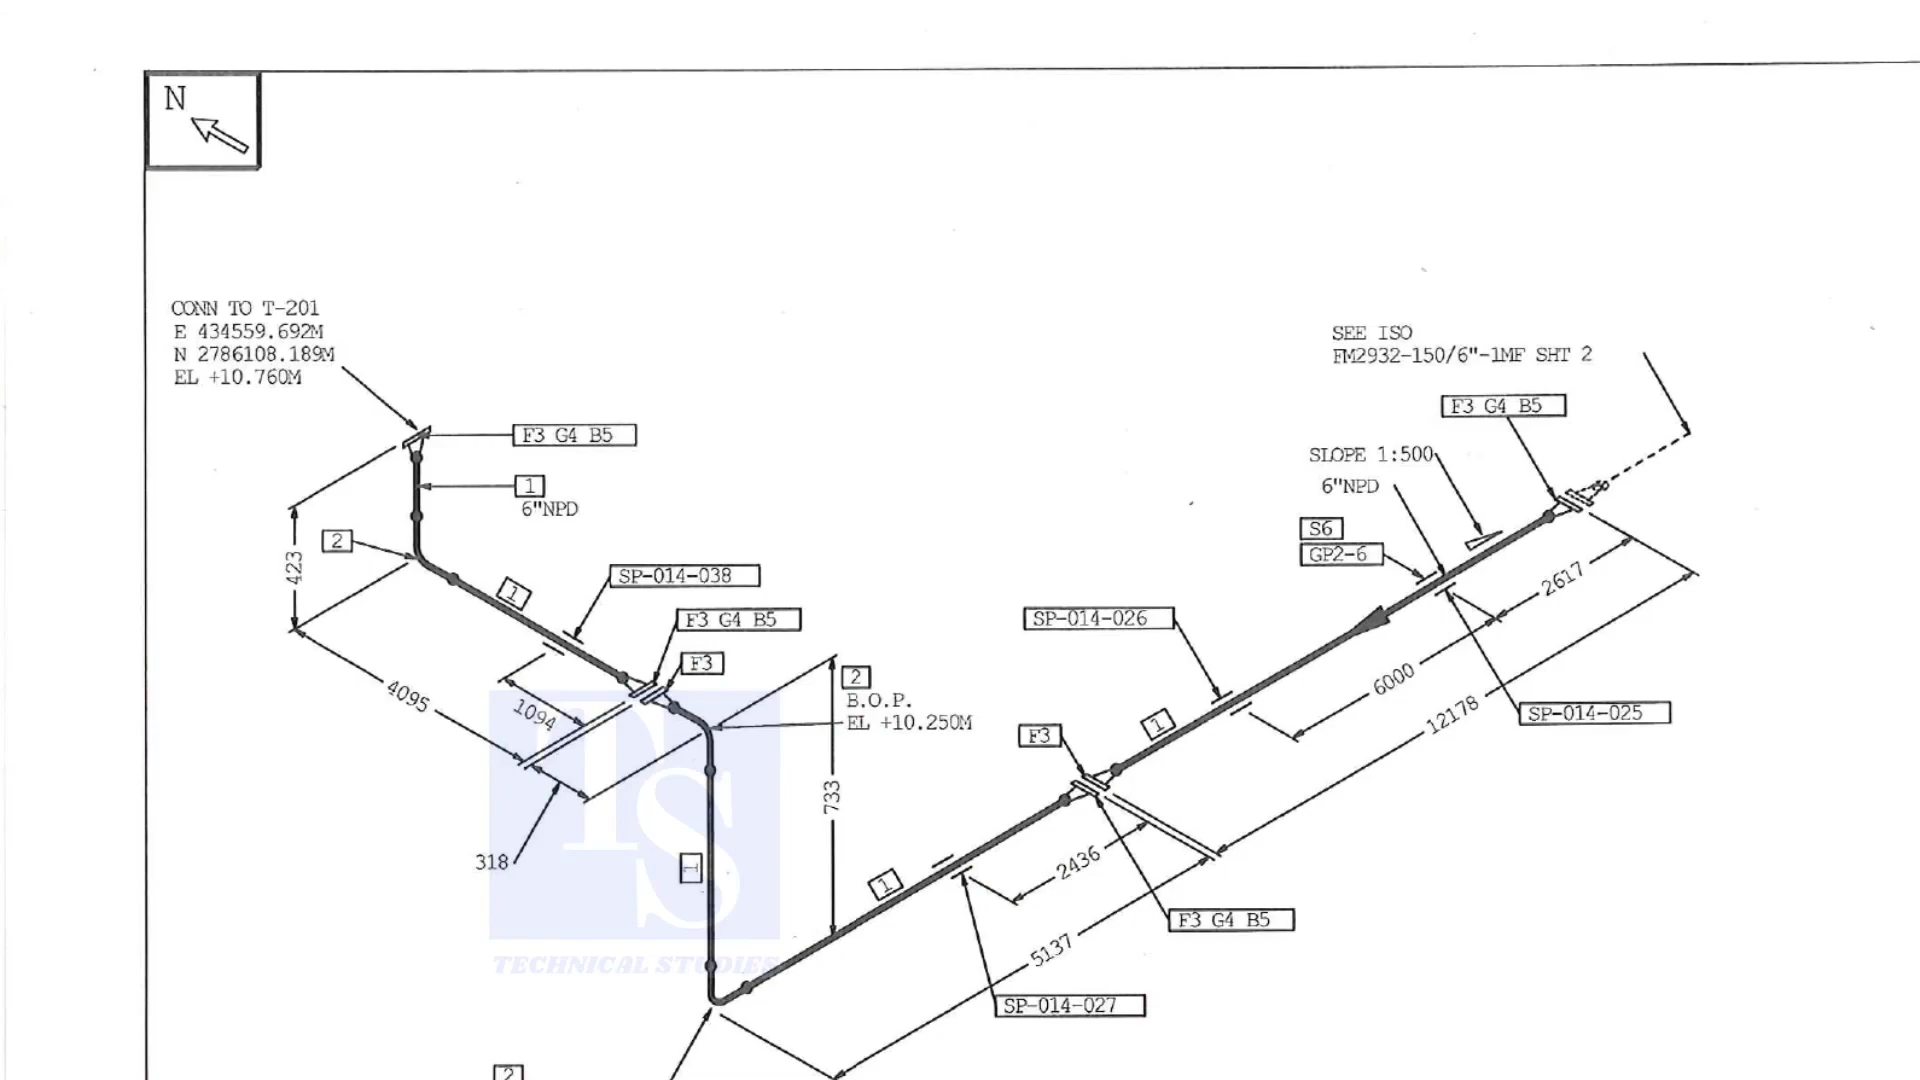 N
CONN TO T-201
E 434559.692M
N 2786108.189M
EL +10.760M
F3 G4 B5
1
6"NPD
2
423
1
SP-014-038
F3 G4 B5
F3
4095
1094
318
2
B.O.P.
EL +10.250M
733
1
SEE ISO
FM2932-150/6"-1MF SHT 2
F3 G4 B5
SLOPE 1:500
6"NPD
S6
GP2-6
2617
SP-014-026
6000
12178
SP-014-025
1
F3
2436
1
F3 G4 B5
5137
SP-014-027
2
TS
TECHNICAL STUDIES